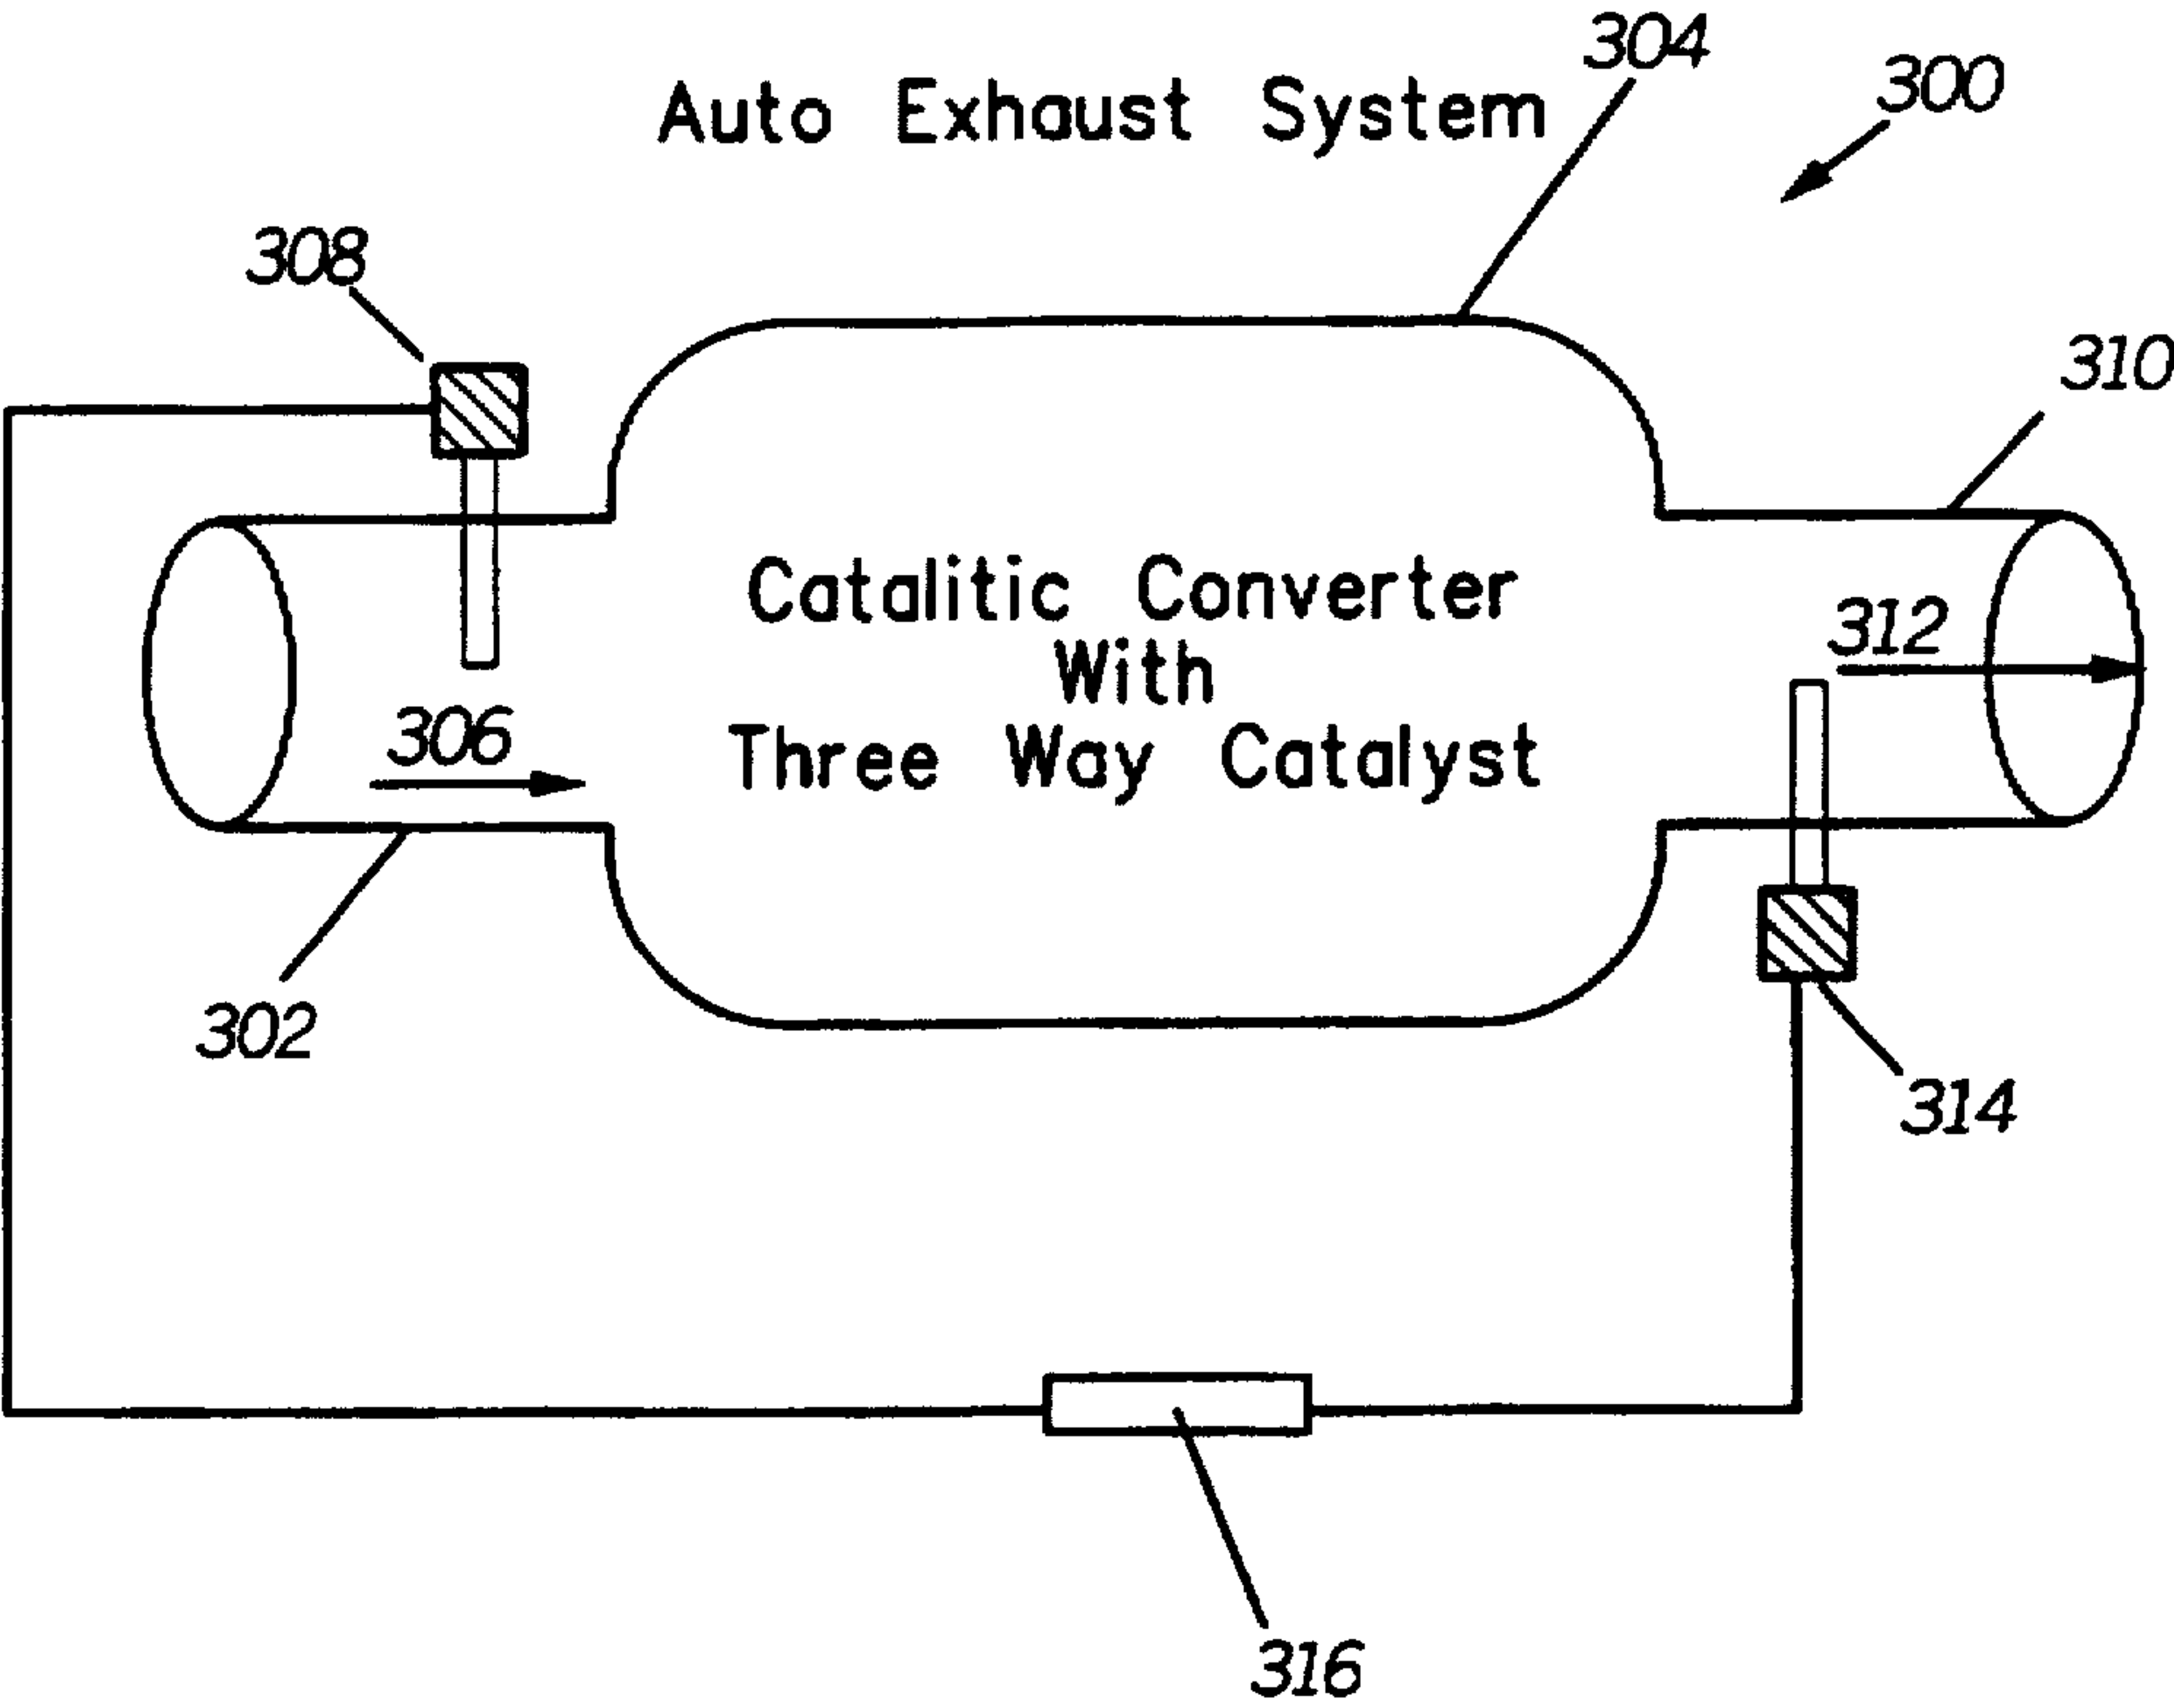 304
300
Auto Exhaust System
308
310
Catalitic Converter
With
Three Way Catalyst
312
306
302
314
316